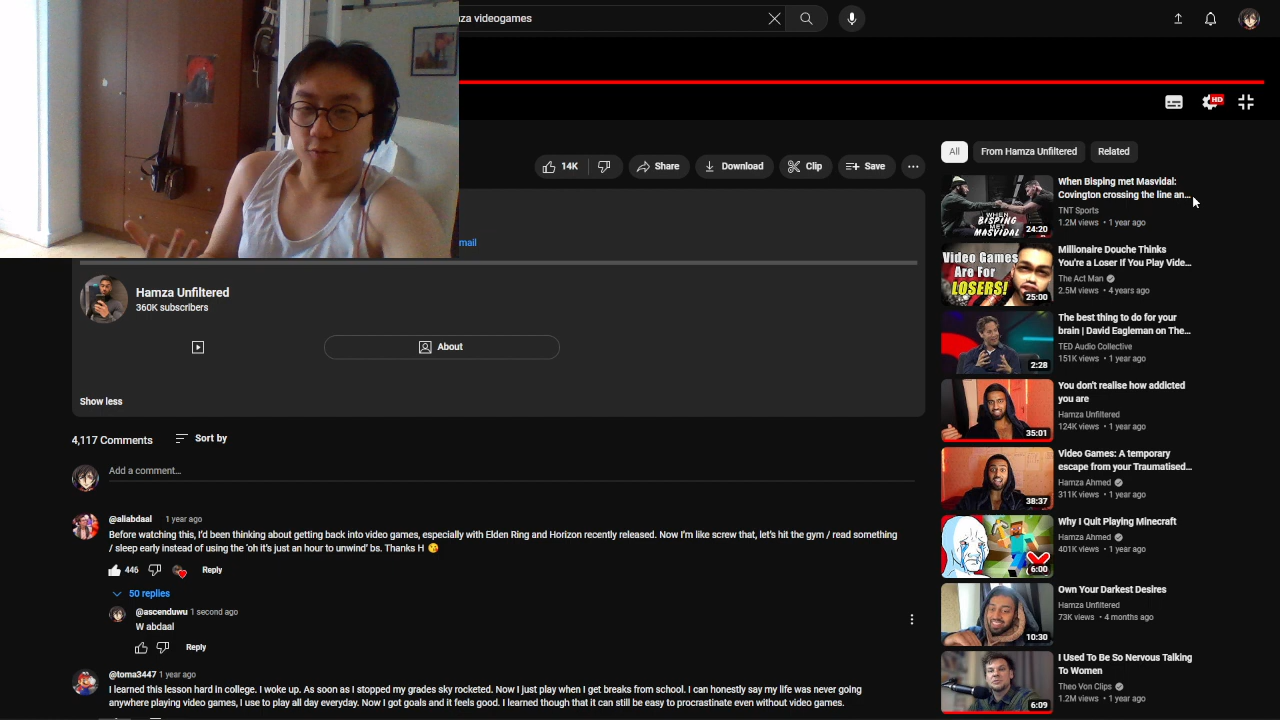 za videogames
HD
14K
Share
Download
Clip
Save
mail
Hamza Unfiltered
360K subscribers
About
Show less
4,117 Comments
Sort by
Add a comment...
@aliabdaal 1 year ago
Before watching this, I'd been thinking about getting back into video games, especially with Elden Ring and Horizon recently released. Now I'm like screw that, let's hit the gym / read something
/ sleep early instead of using the 'oh it's just an hour to unwind' bs. Thanks H 😘
446
Reply
50 replies
@ascenduwu 1 second ago
W abdaal
Reply
@toma3447 1 year ago
I learned this lesson hard in college. I woke up. As soon as I stopped my grades sky rocketed. Now I just play when I get breaks from school. I can honestly say my life was never going
anywhere playing video games, I use to play all day everyday. Now I got goals and it feels good. I learned though that it can still be easy to procrastinate even without video games.
All
From Hamza Unfiltered
Related
WHEN
BISPING
MET
MASVIDAL
24:20
When Bisping met Masvidal:
Covington crossing the line an...
TNT Sports
1.2M views • 1 year ago
Video Games
Are For
LOSERS!
25:00
Millionaire Douche Thinks
You're a Loser If You Play Vide...
The Act Man
2.5M views • 4 years ago
2:28
The best thing to do for your
brain | David Eagleman on The...
TED Audio Collective
151K views • 1 year ago
35:01
You don't realise how addicted
you are
Hamza Unfiltered
124K views • 1 year ago
38:37
Video Games: A temporary
escape from your Traumatised...
Hamza Ahmed
311K views • 1 year ago
6:00
Why I Quit Playing Minecraft
Hamza Ahmed
401K views • 1 year ago
10:30
Own Your Darkest Desires
Hamza Unfiltered
73K views • 4 months ago
6:09
I Used To Be So Nervous Talking
To Women
Theo Von Clips
1.2M views • 1 year ago